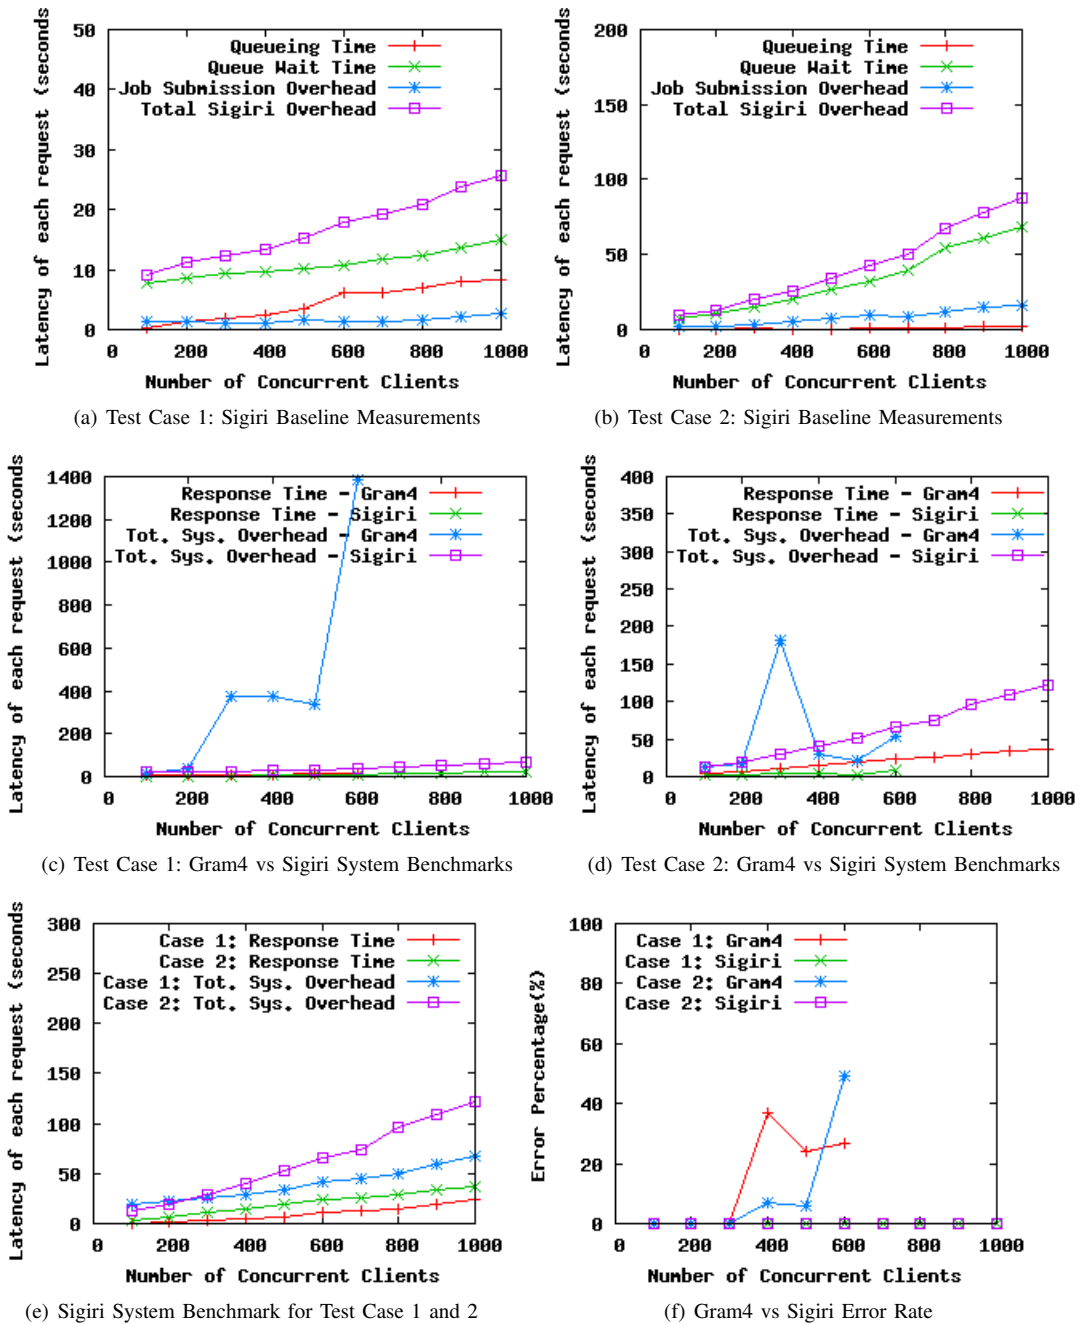 Latency of each request (seconds
50
40
30
20
10
0
Queueing Time
Queue Wait Time
Job Submission Overhead
Total Sigiri Overhead
0 200 400 600 800 1000
Number of Concurrent Clients
(a) Test Case 1: Sigiri Baseline Measurements
Latency of each request (seconds
200
150
100
50
0
Queueing Time
Queue Wait Time
Job Submission Overhead
Total Sigiri Overhead
0 200 400 600 800 1000
Number of Concurrent Clients
(b) Test Case 2: Sigiri Baseline Measurements
Latency of each request (seconds
1400
1200
1000
800
600
400
200
0
Response Time - Gram4
Response Time - Sigiri
Tot. Sys. Overhead - Gram4
Tot. Sys. Overhead - Sigiri
0 200 400 600 800 1000
Number of Concurrent Clients
(c) Test Case 1: Gram4 vs Sigiri System Benchmarks
Latency of each request (seconds
400
350
300
250
200
150
100
50
0
Response Time - Gram4
Response Time - Sigiri
Tot. Sys. Overhead - Gram4
Tot. Sys. Overhead - Sigiri
0 200 400 600 800 1000
Number of Concurrent Clients
(d) Test Case 2: Gram4 vs Sigiri System Benchmarks
Latency of each request (seconds
300
250
200
150
100
50
0
Case 1: Response Time
Case 2: Response Time
Case 1: Tot. Sys. Overhead
Case 2: Tot. Sys. Overhead
0 200 400 600 800 1000
Number of Concurrent Clients
(e) Sigiri System Benchmark for Test Case 1 and 2
Error Percentage(%)
100
80
60
40
20
0
Case 1: Gram4
Case 1: Sigiri
Case 2: Gram4
Case 2: Sigiri
0 200 400 600 800 1000
Number of Concurrent Clients
(f) Gram4 vs Sigiri Error Rate